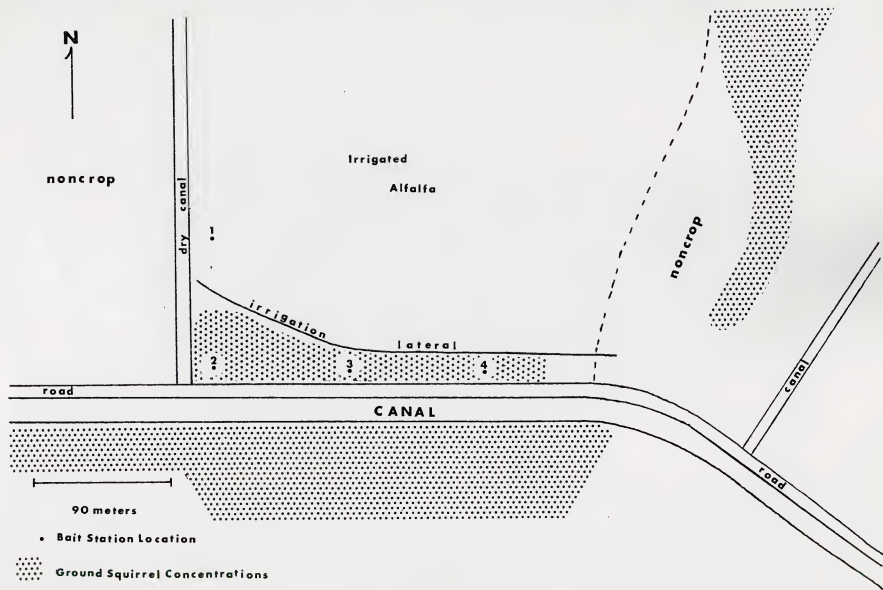 N
noncrop
dry canal
Irrigated
Alfalfa
1
irrigation lateral
2
3
4
noncrop
canal
road
CANAL
road
90 meters
• Bait Station Location
Ground Squirrel Concentrations